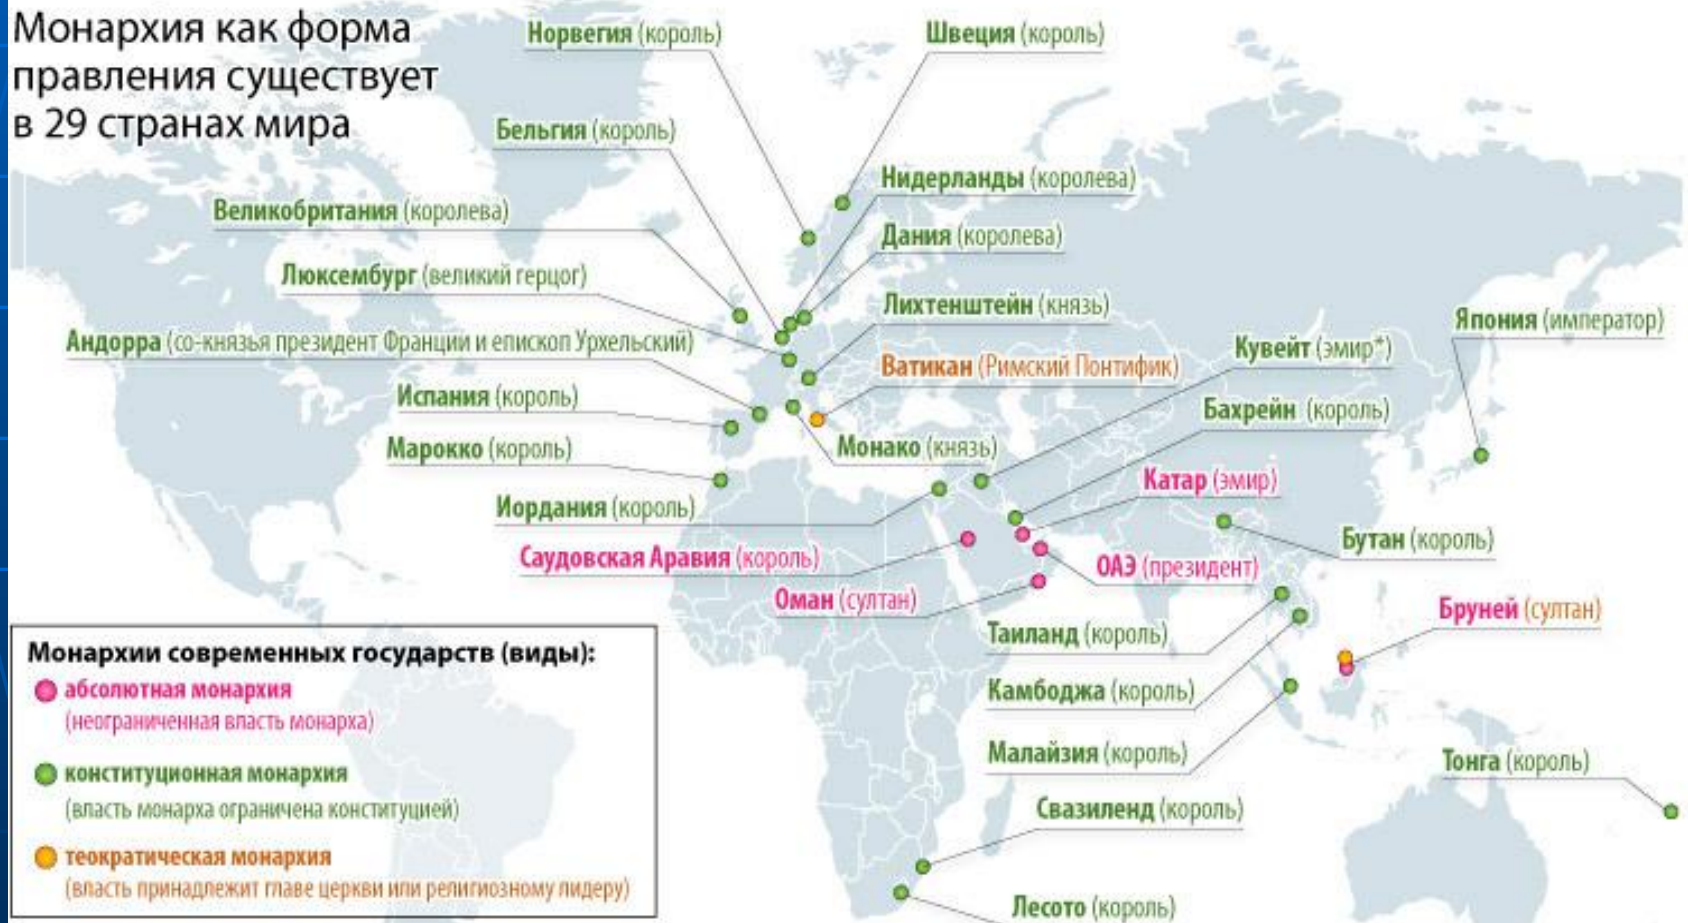 Монархия как форма
правления существует
в 29 странах мира
Норвегия (король)
Швеция (король)
Бельгия (король)
Нидерланды (королева)
Великобритания (королева)
Дания (королева)
Люксембург (великий герцог)
Лихтенштейн (князь)
Япония (император)
Андорра (со-князья президент Франции и епископ Урхельский)
Кувейт (эмир*)
Ватикан (Римский Понтифик)
Испания (король)
Бахрейн (король)
Марокко (король)
Монако (князь)
Катар (эмир)
Иордания (король)
Бутан (король)
Саудовская Аравия (король)
ОАЭ (президент)
Оман (султан)
Бруней (султан)
Таиланд (король)
Камбоджа (король)
Малайзия (король)
Тонга (король)
Свазиленд (король)
Лесото (король)
Монархии современных государств (виды):
абсолютная монархия
(неограниченная власть монарха)
конституционная монархия
(власть монарха ограничена конституцией)
теократическая монархия
(власть принадлежит главе церкви или религиозному лидеру)